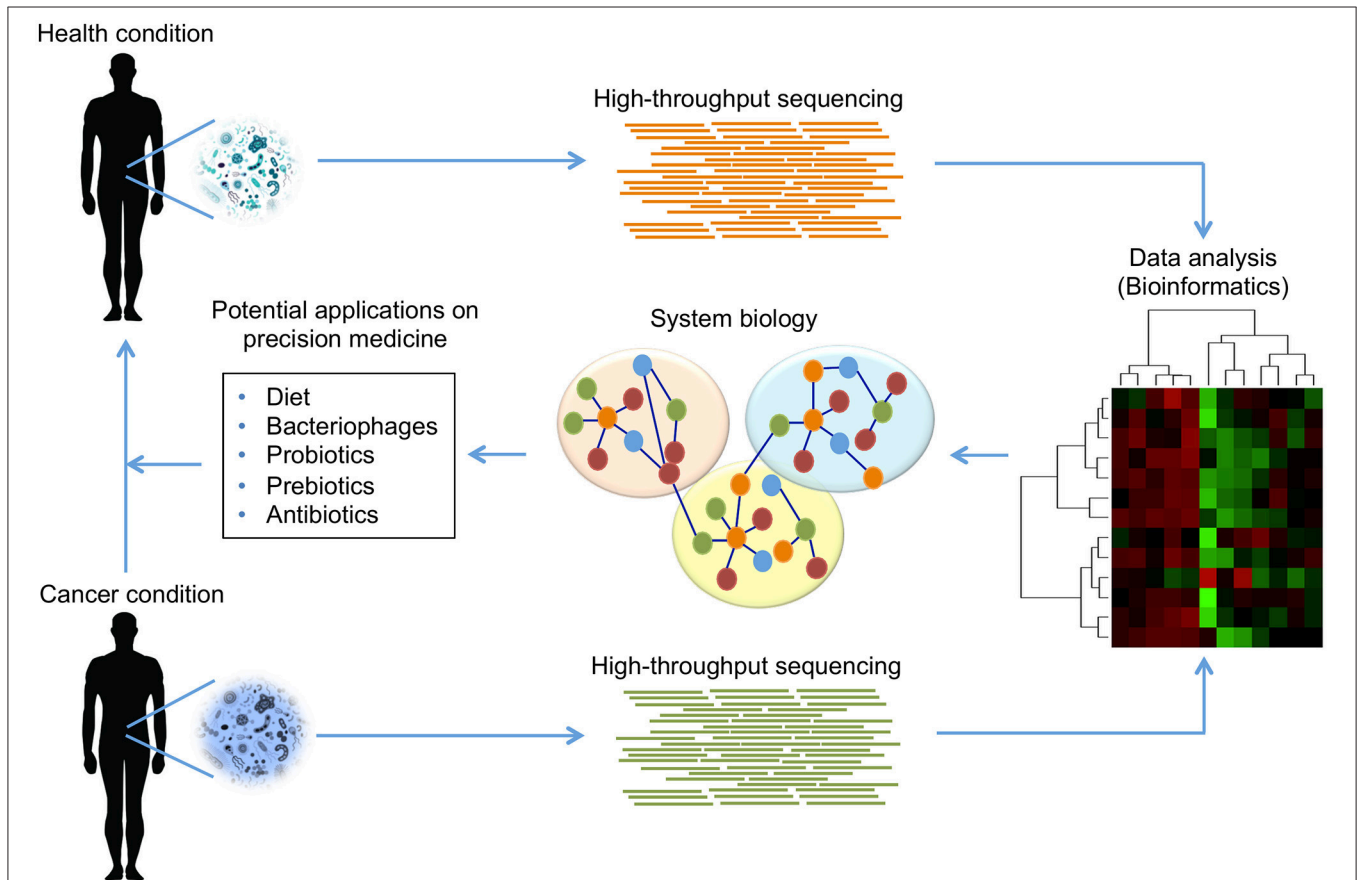 Health condition
High-throughput sequencing
Data analysis
(Bioinformatics)
Potential applications on
precision medicine
System biology
• Diet
• Bacteriophages
• Probiotics
• Prebiotics
• Antibiotics
Cancer condition
High-throughput sequencing